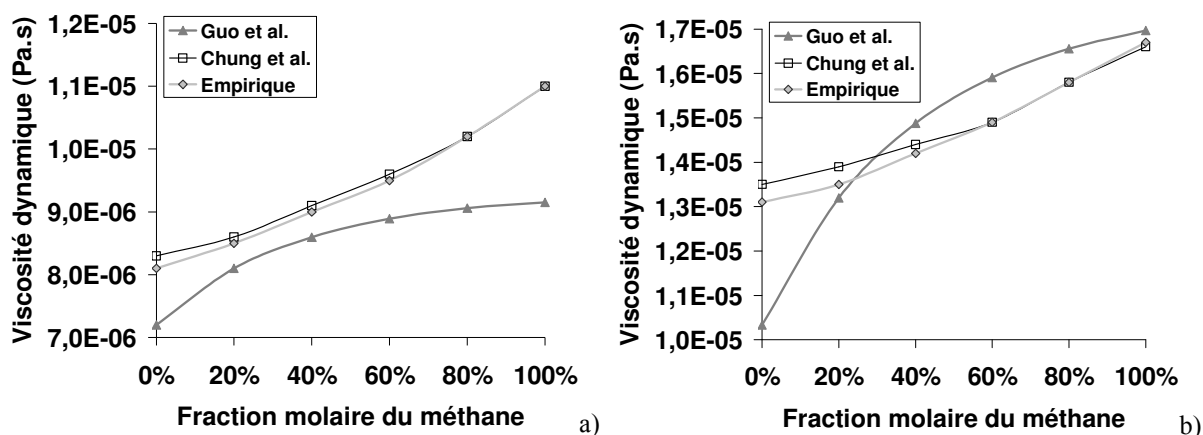 Viscosité dynamique (Pa.s)
1,2E-05
1,1E-05
1,0E-05
9,0E-06
8,0E-06
7,0E-06
Guo et al.
Chung et al.
Empirique
0% 20% 40% 60% 80% 100%
Fraction molaire du méthane
a)
Viscosité dynamique (Pa.s)
1,7E-05
1,6E-05
1,5E-05
1,4E-05
1,3E-05
1,2E-05
1,1E-05
1,0E-05
Guo et al.
Chung et al.
Empirique
0% 20% 40% 60% 80% 100%
Fraction molaire du méthane
b)